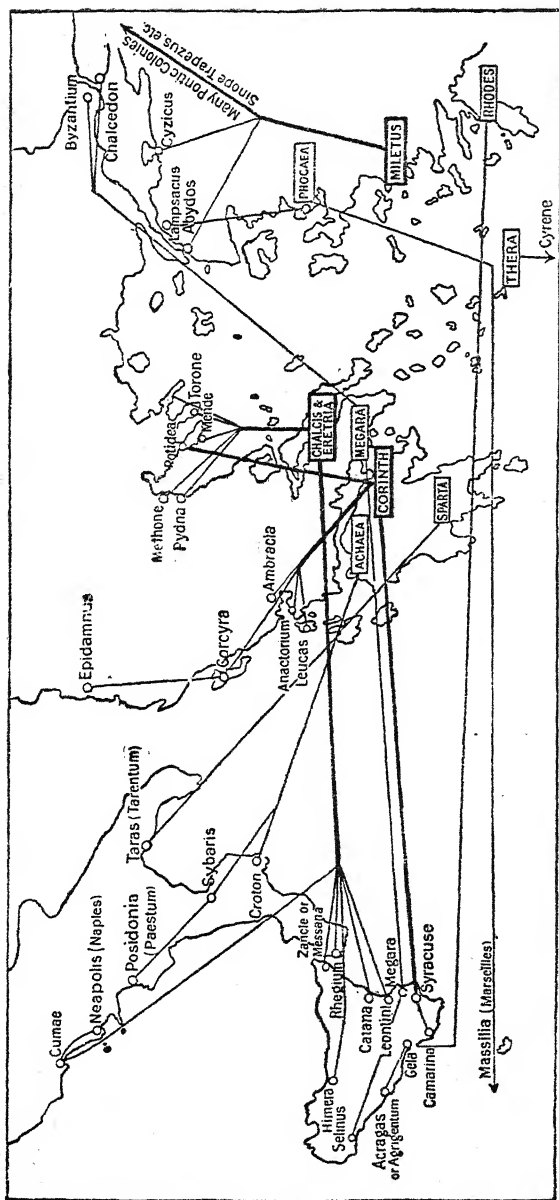 Byzantium
Chalcedon
Many Pontic Colonies
Sinope Trapezus, etc.
Cyzicus
Lampsacus
Abydos
PHOCAEA
MILETUS
RHODES
THERA
Cyrene
Methone
Pydna
Potidea
Mende
Torone
CHALCIS &
ERETRIA
MEGARA
CORINTH
ACHAEA
SPARTA
Epidamnus
Corcyra
Ambracia
Anactorium
Leucas
Taras (Tarentum)
Sybaris
Croton
Posidonia
(Paestum)
Neapolis (Naples)
Cumae
Zancle or
Messana
Rhegium
Catana
Leontini
Megara
Syracuse
Himera
Selinus
Acragas
or Agrigentum
Gela
Camarina
Massilia (Marseilles)